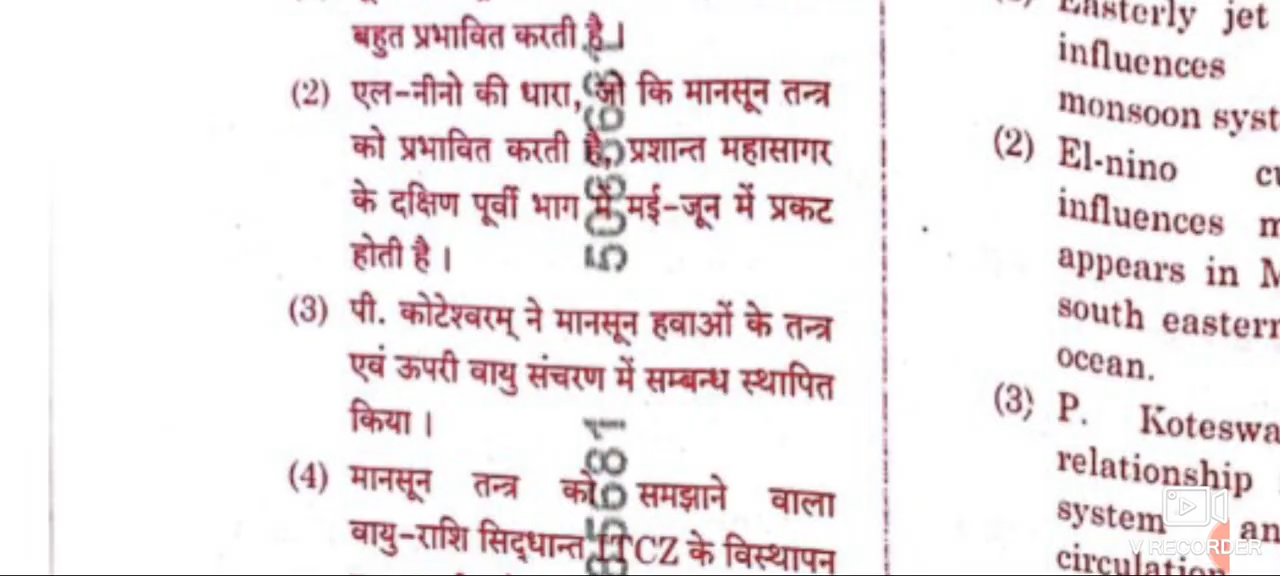 बहुत प्रभावित करती है।
(2) एल-नीनो की धारा, जो कि मानसून तन्त्र
को प्रभावित करती है, प्रशान्त महासागर
के दक्षिण पूर्वी भाग में मई-जून में प्रकट
होती है।
(3) पी. कोटेश्वरम् ने मानसून हवाओं के तन्त्र
एवं ऊपरी वायु संचरण में सम्बन्ध स्थापित
किया।
(4) मानसून तन्त्र को समझाने वाला
वायु-राशि सिद्धान्त ITCZ के विस्थापन
Easterly jet
influences
monsoon syst
(2) El-nino cu
influences m
appears in M
south eastern
ocean.
(3) P. Koteswa
relationship
system an
circulation
V RECORDER